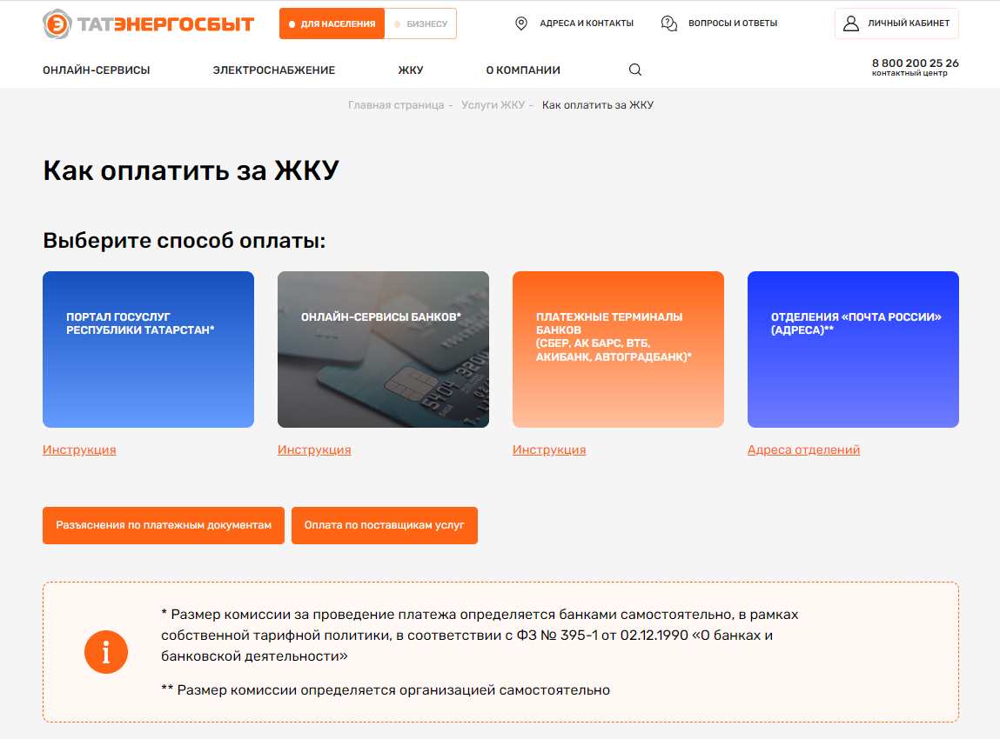 ТАТЭНЕРГОСБЫТ
ДЛЯ НАСЕЛЕНИЯ
БИЗНЕСУ
АДРЕСА И КОНТАКТЫ
ВОПРОСЫ И ОТВЕТЫ
ЛИЧНЫЙ КАБИНЕТ
ОНЛАЙН-СЕРВИСЫ
ЭЛЕКТРОСНАБЖЕНИЕ
ЖКУ
О КОМПАНИИ
8 800 200 25 26
контактный центр
Главная страница - Услуги ЖКУ - Как оплатить за ЖКУ
Как оплатить за ЖКУ
Выберите способ оплаты:
ПОРТАЛ ГОСУСЛУГ
РЕСПУБЛИКИ ТАТАРСТАН*
ОНЛАЙН-СЕРВИСЫ БАНКОВ*
5404 3200
5404
ПЛАТЕЖНЫЕ ТЕРМИНАЛЫ
БАНКОВ
(СБЕР, АК БАРС, ВТБ,
АКИБАНК, АВТОГРАДБАНК)*
ОТДЕЛЕНИЯ «ПОЧТА РОССИИ»
(АДРЕСА)**
Инструкция
Инструкция
Инструкция
Адреса отделений
Разъяснения по платежным документам
Оплата по поставщикам услуг
* Размер комиссии за проведение платежа определяется банками самостоятельно, в рамках
собственной тарифной политики, в соответствии с ФЗ № 395-1 от 02.12.1990 «О банках и
банковской деятельности»
** Размер комиссии определяется организацией самостоятельно